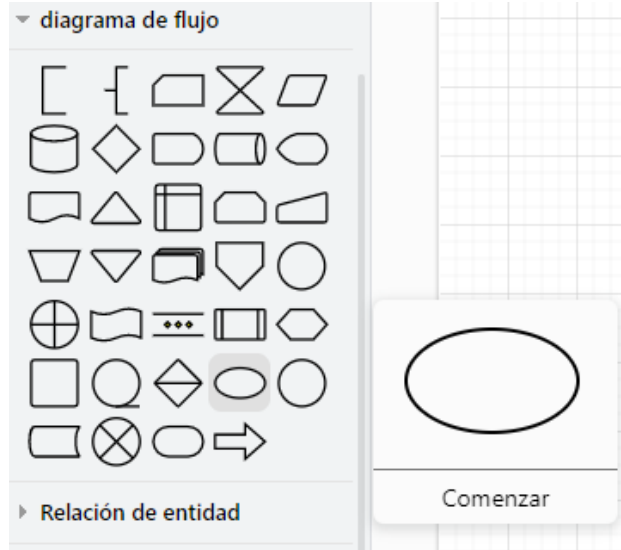 diagrama de flujo
Comenzar
Relación de entidad